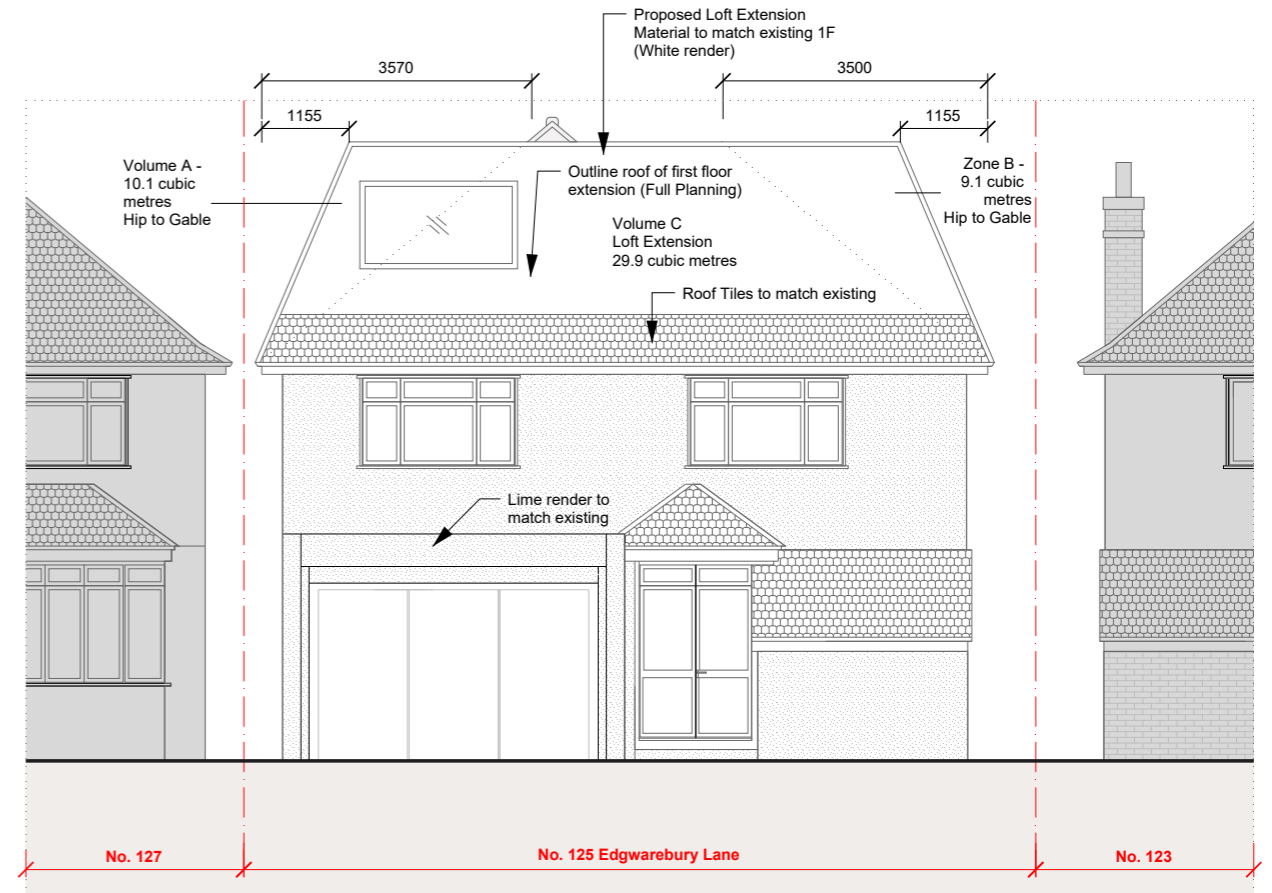 Proposed Loft Extension
Material to match existing 1F
(White render)
3570
3500
1155
1155
Volume A -
10.1 cubic
metres
Hip to Gable
Outline roof of first floor
extension (Full Planning)
Zone B -
9.1 cubic
metres
Hip to Gable
Volume C
Loft Extension
29.9 cubic metres
Roof Tiles to match existing
Lime render to
match existing
No. 127
No. 125 Edgwarebury Lane
No. 123